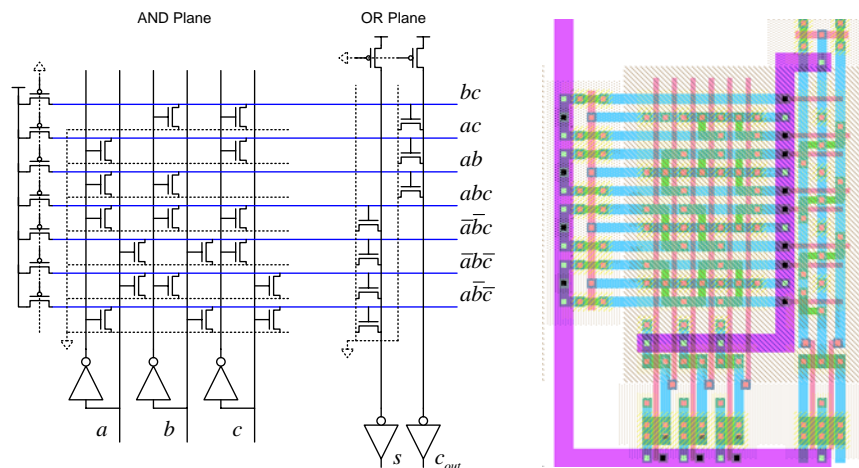 AND Plane
OR Plane
bc
ac
ab
abc
a̅b̅c
a̅bc̅
ab̅c̅
a
b
c
s
c_out